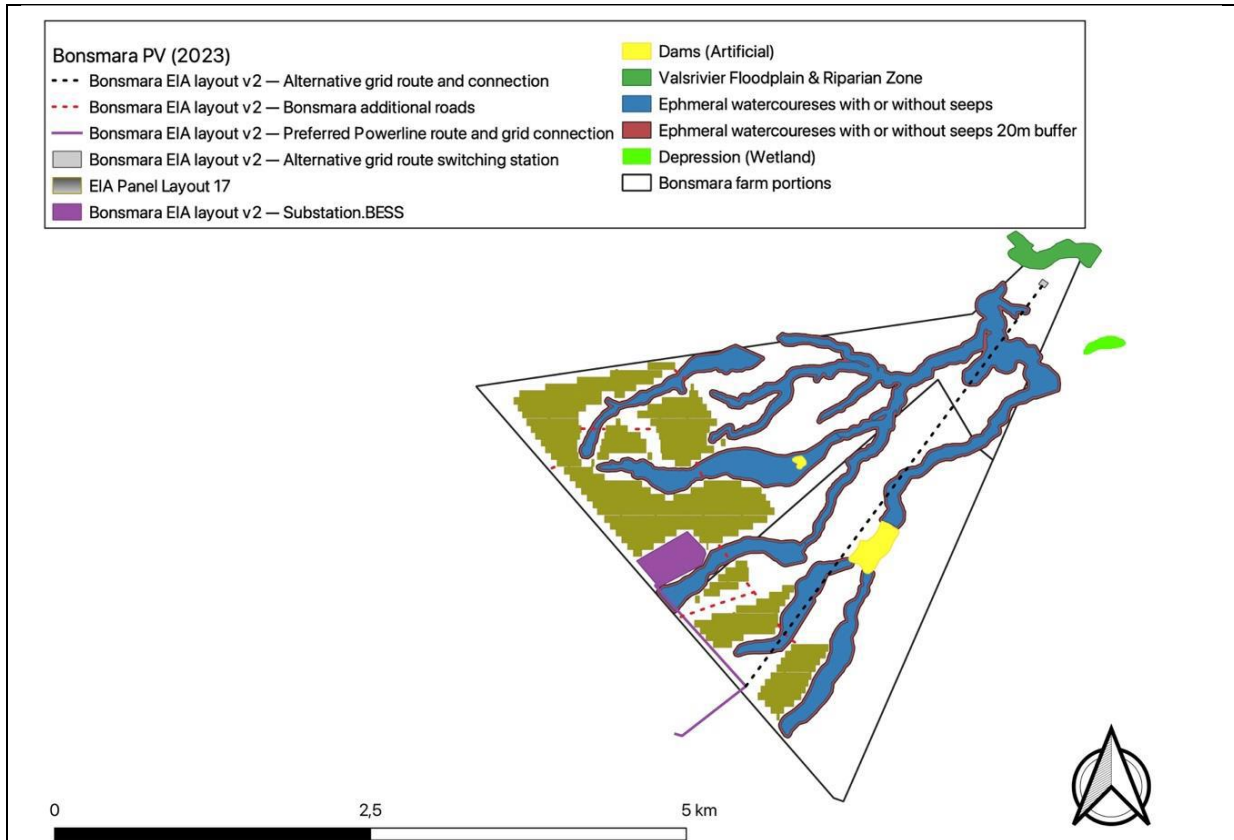 Bonsmara PV (2023)
Bonsmara EIA layout v2 — Alternative grid route and connection
Bonsmara EIA layout v2 — Bonsmara additional roads
Bonsmara EIA layout v2 — Preferred Powerline route and grid connection
Bonsmara EIA layout v2 — Alternative grid route switching station
EIA Panel Layout 17
Bonsmara EIA layout v2 — Substation.BESS
Dams (Artificial)
Valsrivier Floodplain & Riparian Zone
Ephmeral watercoureses with or without seeps
Ephmeral watercoureses with or without seeps 20m buffer
Depression (Wetland)
Bonsmara farm portions
0 2,5 5 km